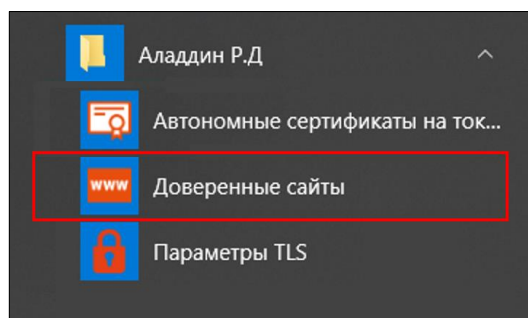 Аладдин Р.Д
Автономные сертификаты на ток...
www
Доверенные сайты
Параметры TLS